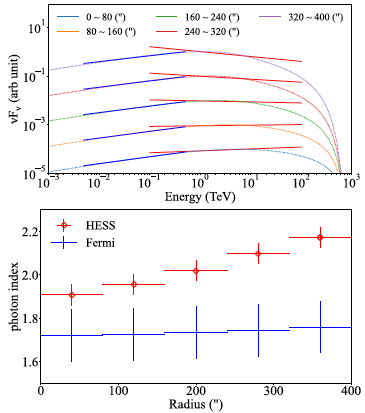 0 ~ 80 (") 160 ~ 240 (") 320 ~ 400 (")
80 ~ 160 (") 240 ~ 320 (")
νFν (arb unit)
10¹
10⁻¹
10⁻³
10⁻⁵
10⁻³ 10⁻² 10⁻¹ 10⁰ 10¹ 10² 10³
Energy (TeV)
HESS
Fermi
photon index
2.2
2.0
1.8
1.6
0 100 200 300 400
Radius (")